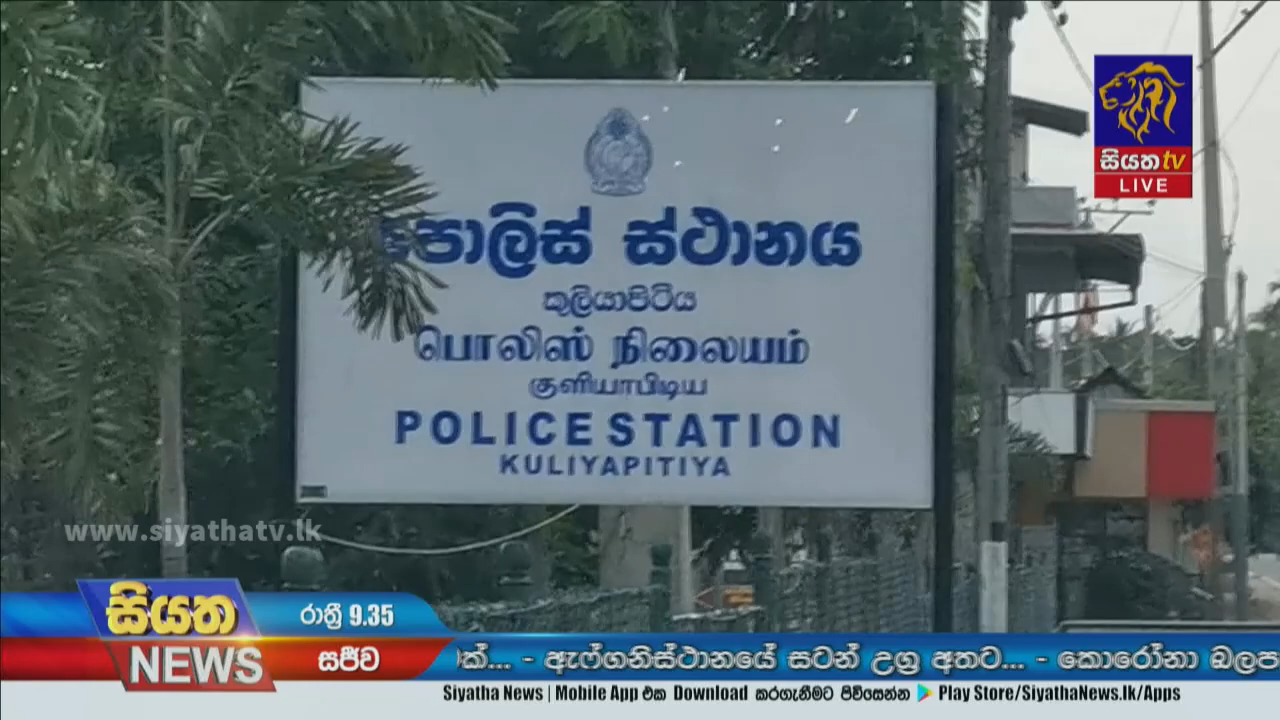 සියත tv
LIVE
පොලිස් ස්ථානය
කුලියාපිටිය
பொலிஸ் நிலையம்
குளியாபிடிய
POLICE STATION
KULIYAPITIYA
www.siyathatv.lk
සියත
NEWS
රාත්‍රී 9.35
සජීව
ඇෆ්ගනිස්ථානයේ සටන් උග්‍ර අතට... - කොරෝනා
Siyatha News | Mobile App එක Download කරගැනීමට පිවිසෙන්න Play Store/SiyathaNews.lk/Apps